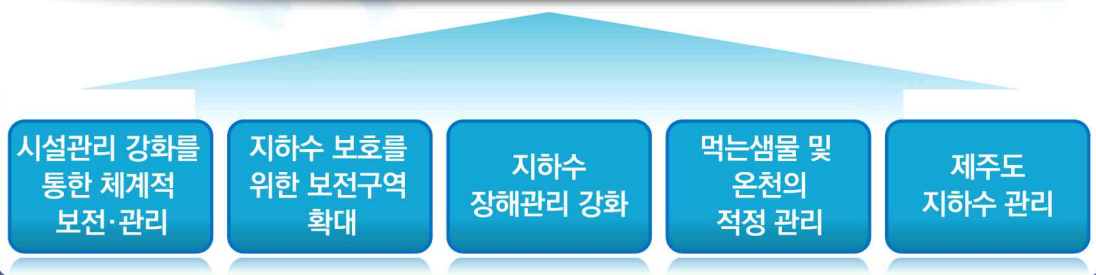 시설관리 강화를
통한 체계적
보전·관리
지하수 보호를
위한 보전구역
확대
지하수
장해관리 강화
먹는샘물 및
온천의
적정 관리
제주도
지하수 관리